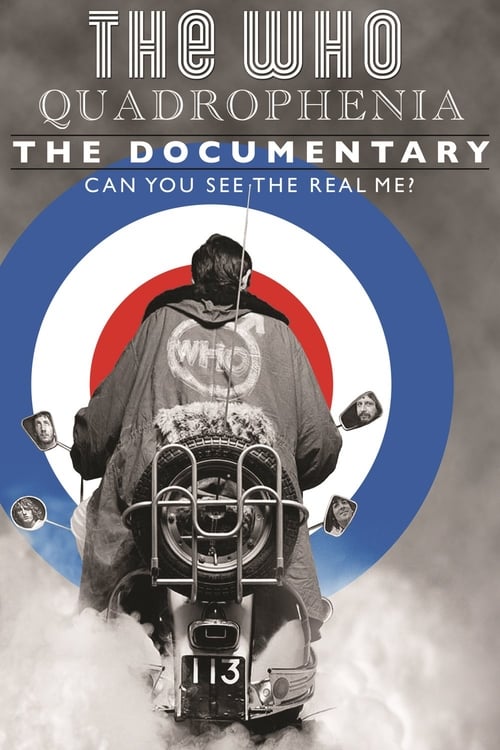 THE WHO
QUADROPHENIA
THE DOCUMENTARY
CAN YOU SEE THE REAL ME?
WHO
113